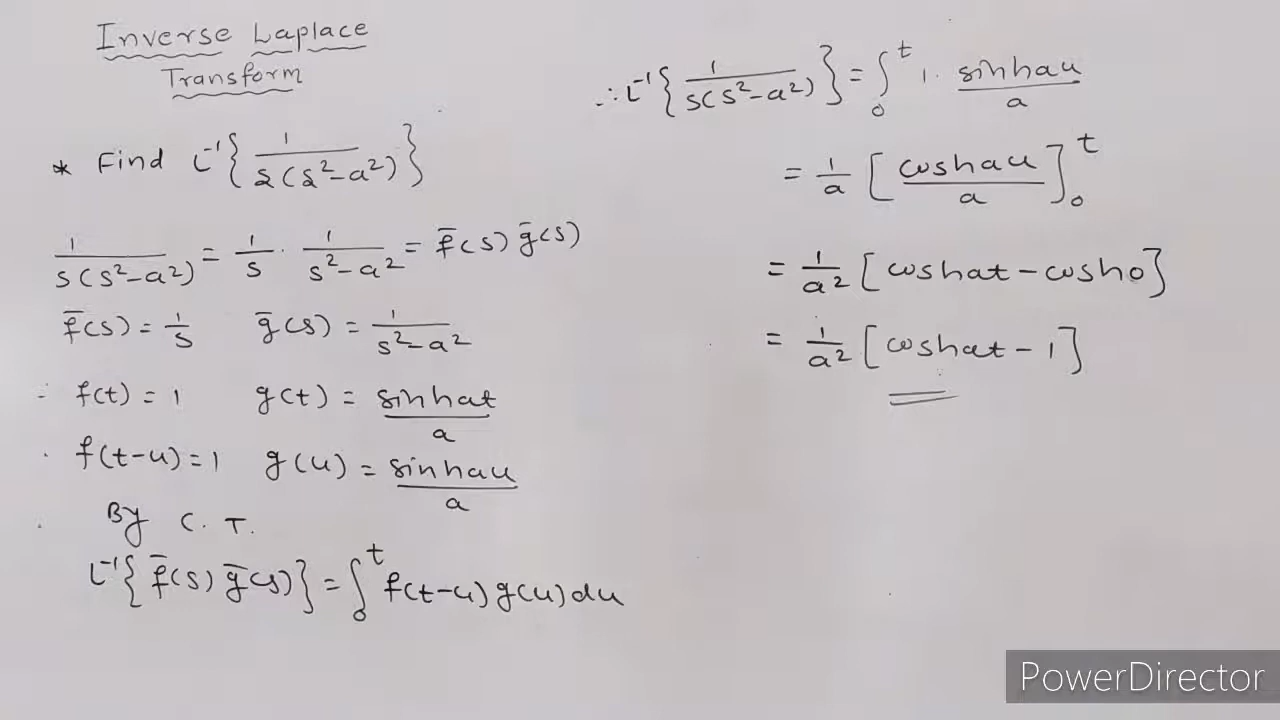 Inverse Laplace
Transform
* Find L⁻¹{ 1 / s(s²-a²) }
1 / s(s²-a²) = 1/s · 1 / s²-a² = f̄(s) ḡ(s)
f̄(s) = 1/s ḡ(s) = 1 / s²-a²
f(t) = 1 g(t) = sinhat / a
f(t-u) = 1 g(u) = sinhau / a
By C. T.
L⁻¹{ f̄(s) ḡ(s) } = ∫₀ᵗ f(t-u) g(u) du
∴ L⁻¹{ 1 / s(s²-a²) } = ∫₀ᵗ 1. sinhau / a
= 1/a [ coshau / a ]₀ᵗ
= 1/a² [coshat - cosh0]
= 1/a² [coshat - 1]
PowerDirector